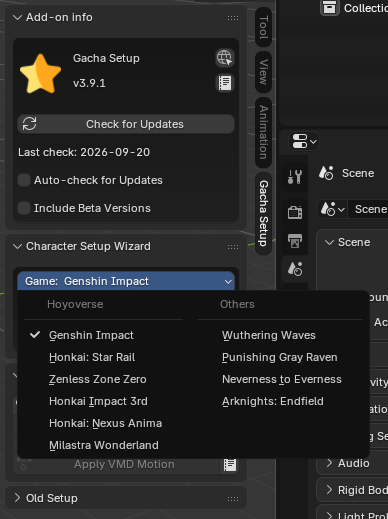 Add-on info
Gacha Setup
v3.9.1
Check for Updates
Last check: 2026-09-20
Auto-check for Updates
Include Beta Versions
Character Setup Wizard
Game: Genshin Impact
Hoyoverse
Genshin Impact
Honkai: Star Rail
Zenless Zone Zero
Honkai Impact 3rd
Honkai: Nexus Anima
Milastra Wonderland
Others
Wuthering Waves
Punishing Gray Raven
Neverness to Everness
Arknights: Endfield
Apply VMD Motion
Old Setup
Tool
View
Animation
Gacha Setup
Collectio
Scene
Scene
Scene
Audio
Rigid Bod